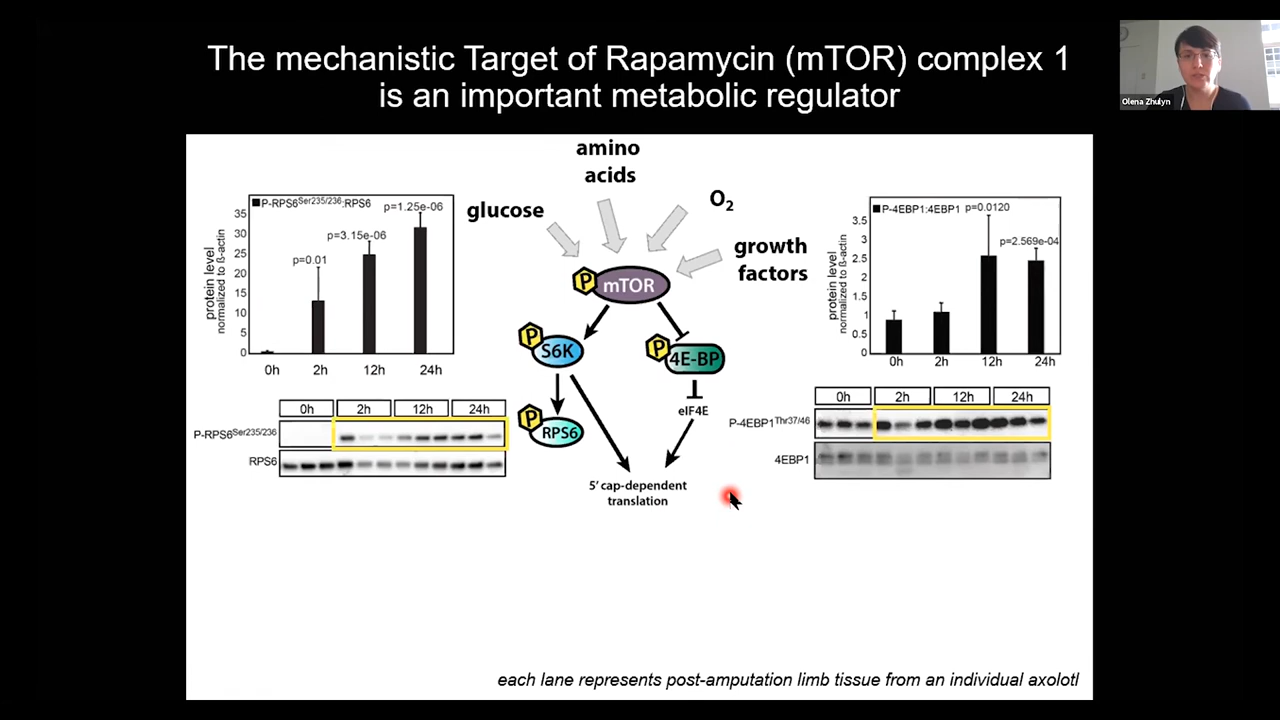 The mechanistic Target of Rapamycin (mTOR) complex 1
is an important metabolic regulator
Olena Zhulyn
P-RPS6Ser235/236:RPS6
p=1.25e-06
p=3.15e-06
p=0.01
protein level
normalized to ß-actin
35
30
25
20
15
10
5
0
0h
2h
12h
24h
0h
2h
12h
24h
P-RPS6Ser235/236
RPS6
amino
acids
glucose
O2
growth
factors
P
mTOR
P
S6K
P
4E-BP
P
RPS6
eIF4E
5' cap-dependent
translation
P-4EBP1:4EBP1
p=0.0120
p=2.569e-04
protein level
normalized to ß-actin
3.5
3
2.5
2
1.5
1
0.5
0
0h
2h
12h
24h
0h
2h
12h
24h
P-4EBP1Thr37/46
4EBP1
each lane represents post-amputation limb tissue from an individual axolotl